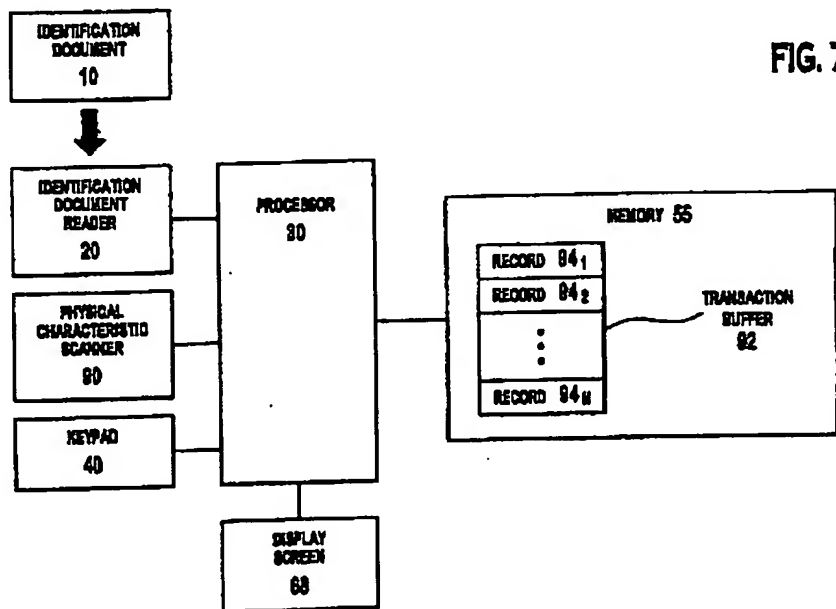 IDENTIFICATION
DOCUMENT
10
FIG. 7
IDENTIFICATION
DOCUMENT
READER
20
PHYSICAL
CHARACTERISTIC
SCANNER
90
KEYPAD
40
PROCESSOR
30
DISPLAY
SCREEN
68
MEMORY 55
RECORD 94₁
RECORD 94₂
RECORD 94ₙ
TRANSACTION
BUFFER
92